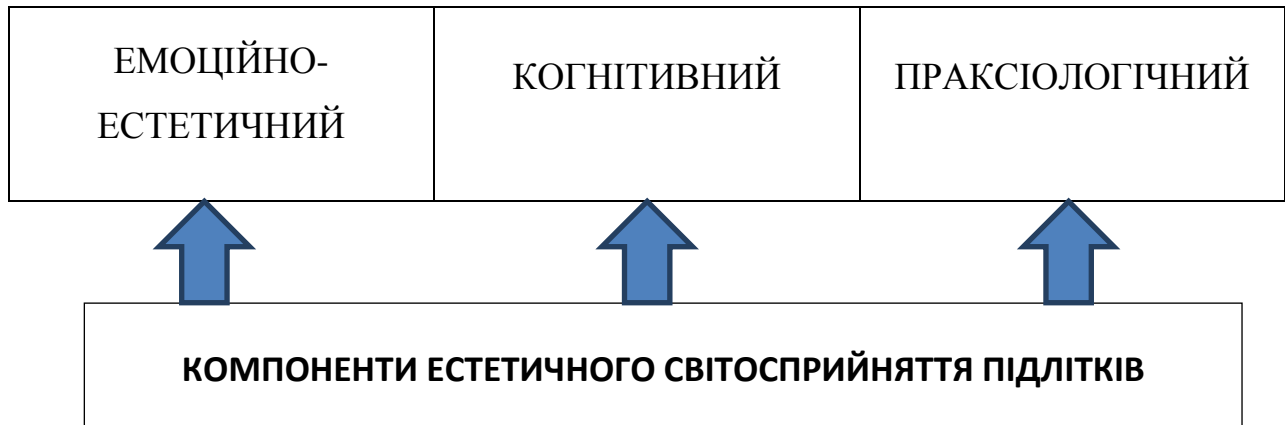 ЕМОЦІЙНО-
ЕСТЕТИЧНИЙ
КОГНІТИВНИЙ
ПРАКСІОЛОГІЧНИЙ
КОМПОНЕНТИ ЕСТЕТИЧНОГО СВІТОСПРИЙНЯТТЯ ПІДЛІТКІВ